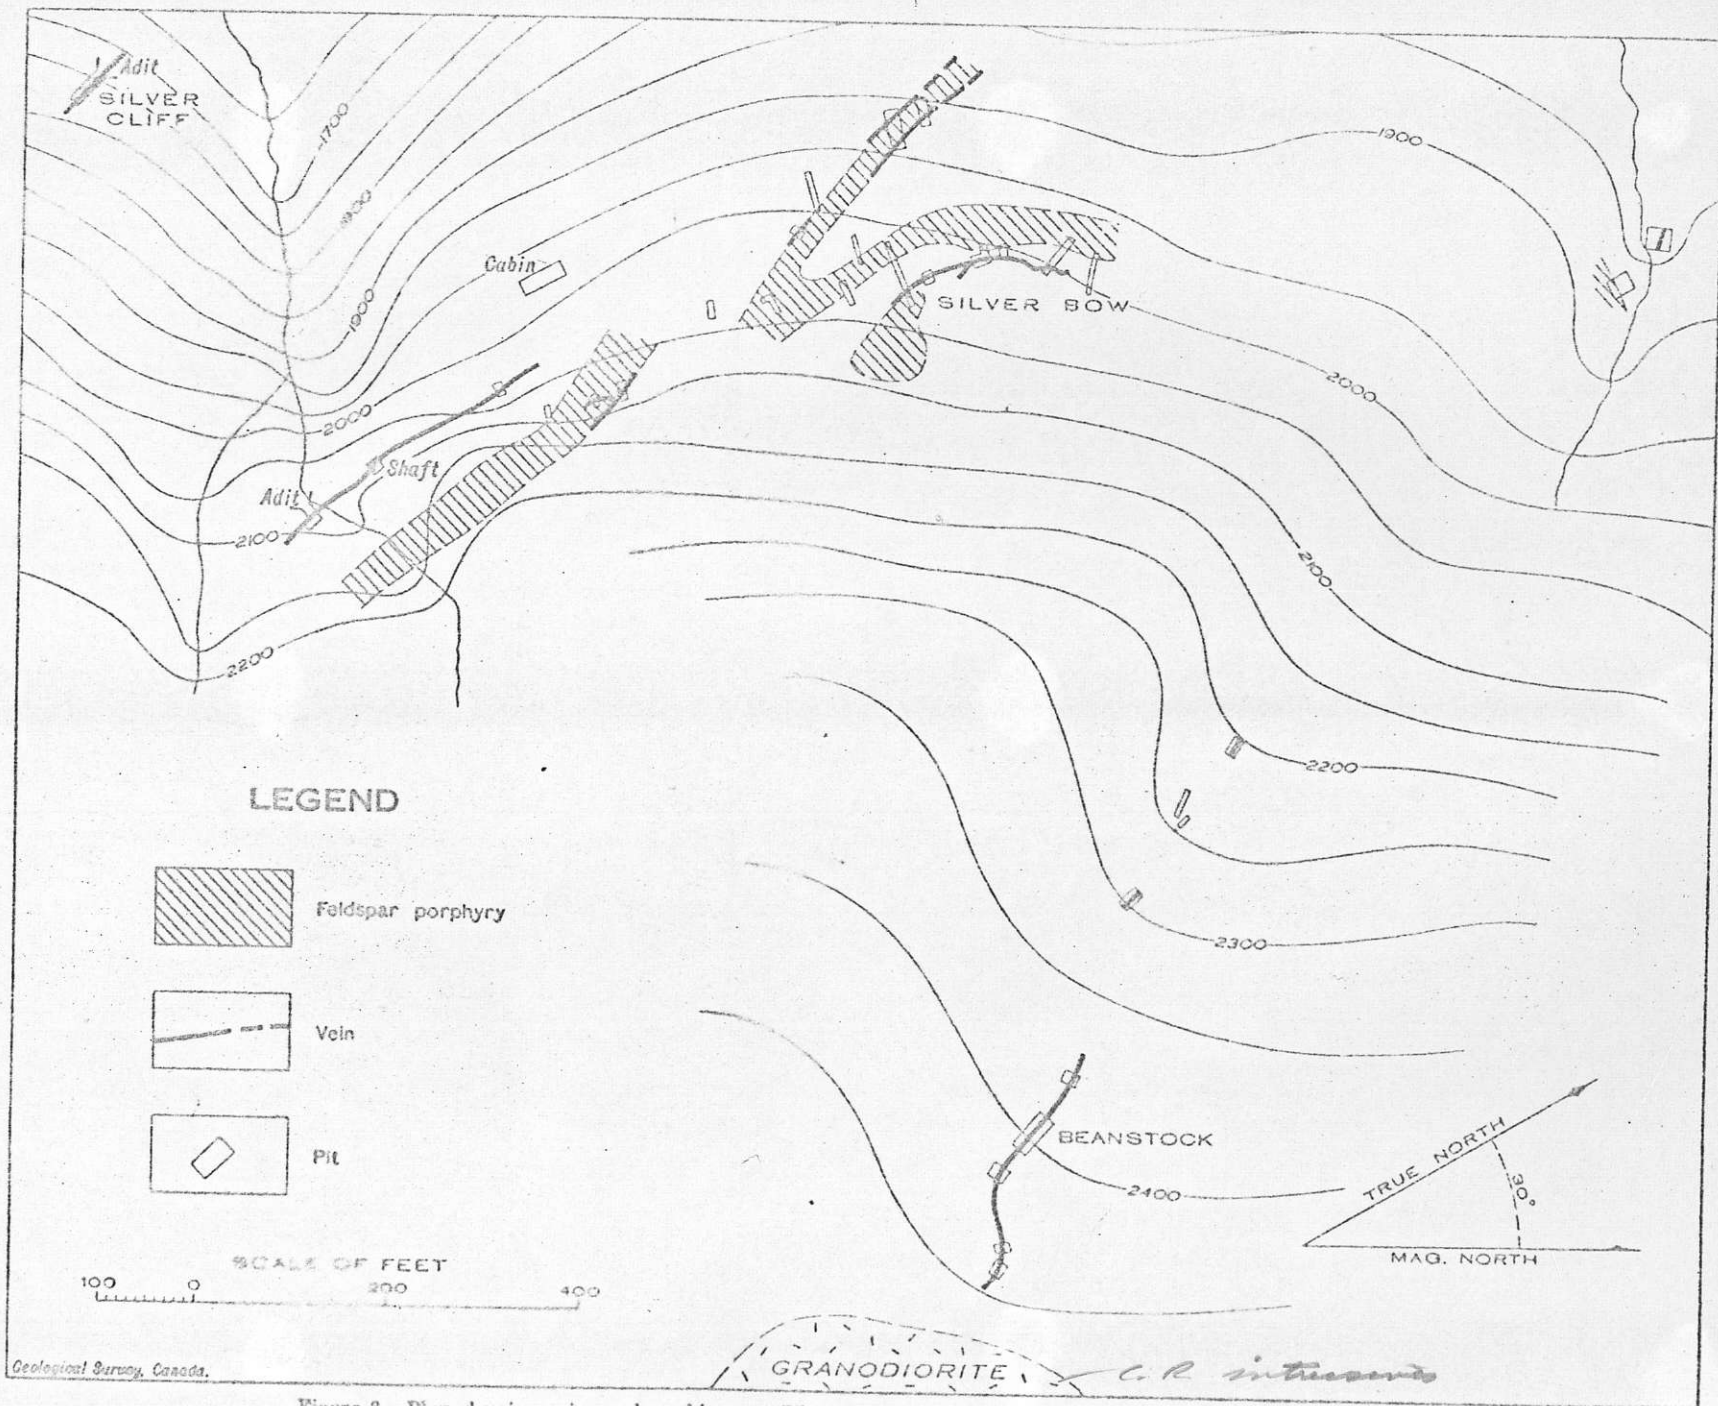 Adit
SILVER
CLIFF
1700
1900
1800
Cabin
1900
SILVER BOW
2000
2000
Shaft
Adit
2100
2100
2200
2200
LEGEND
Feldspar porphyry
2300
Vein
BEANSTOCK
Pit
2400
TRUE NORTH
30°
MAG. NORTH
SCALE OF FEET
100 0 200 400
Geological Survey, Canada.
GRANODIORITE
C. R intrusives